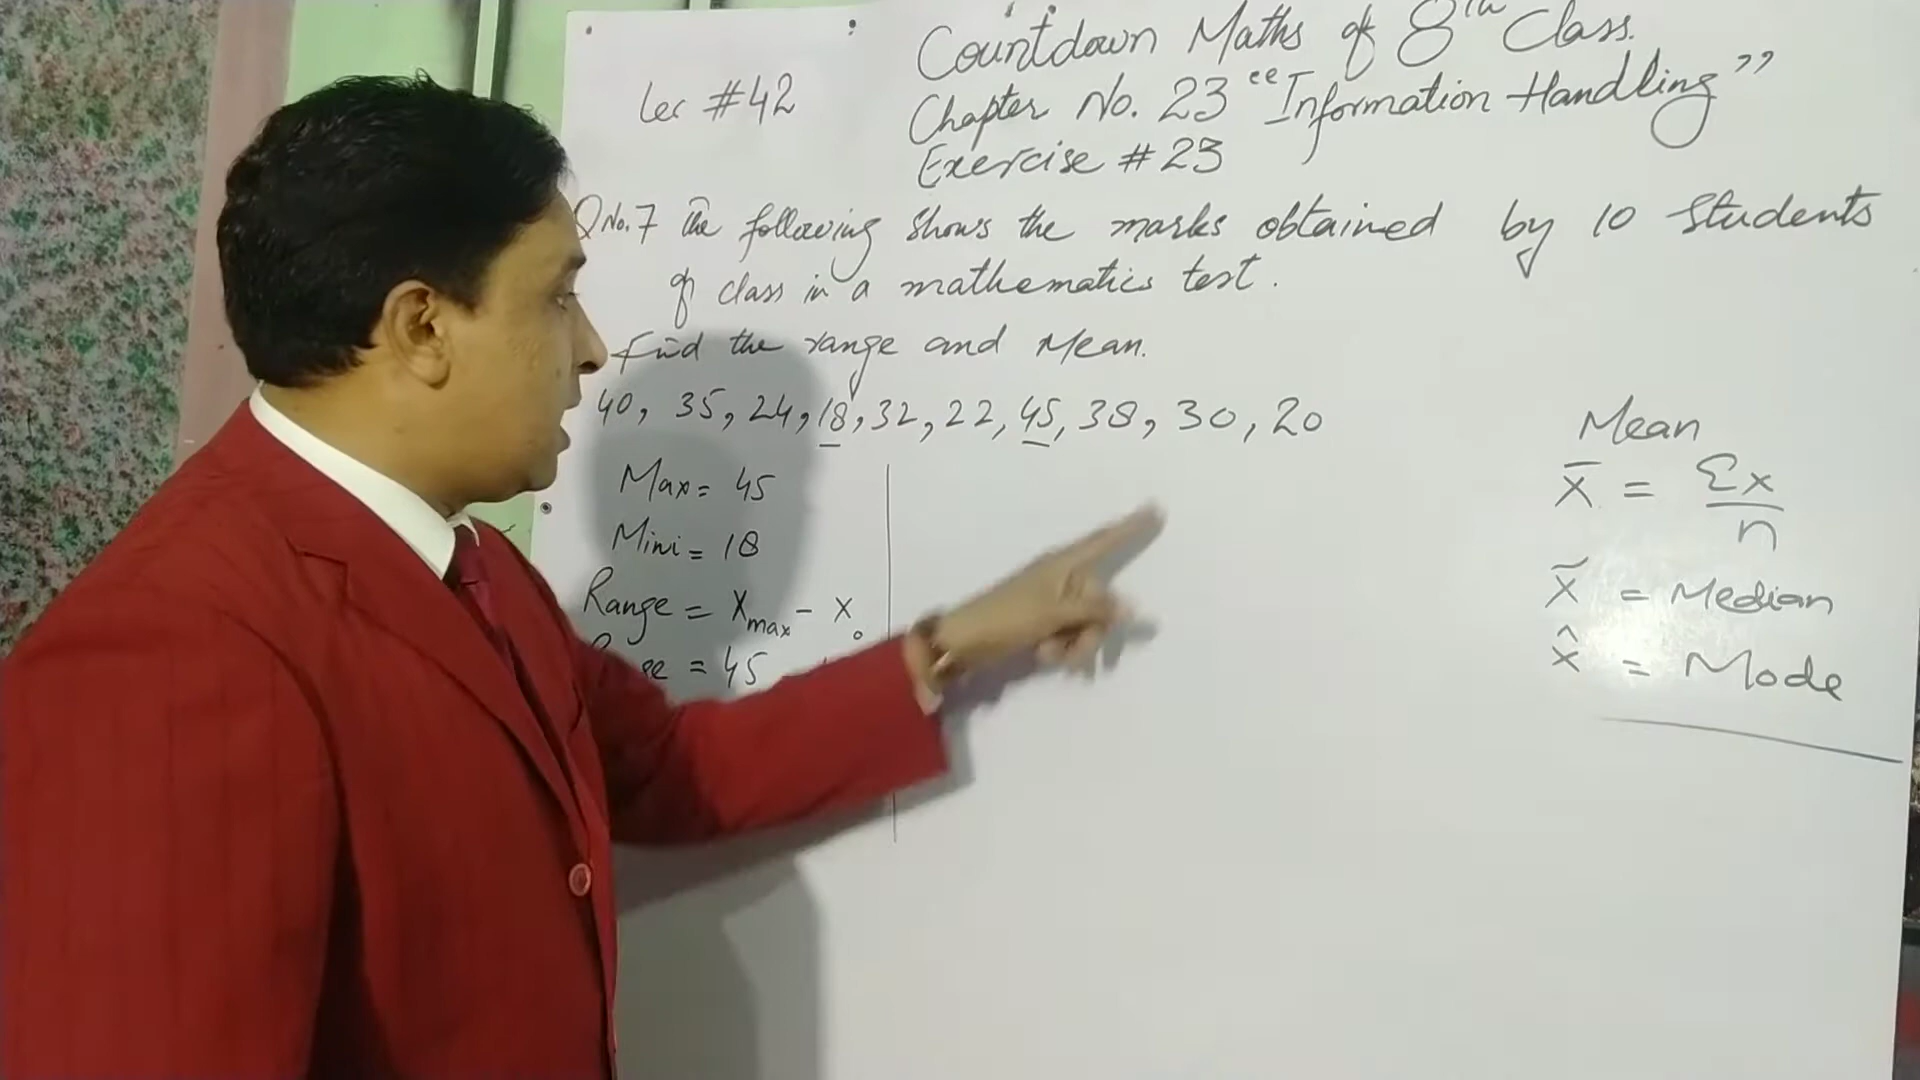 Lec #42
Countdown Maths of 8th Class.
Chapter No. 23 "Information Handling"
Exercise #23
Q No.7 The following shows the marks obtained by 10 students
of class in a mathematics test.
Find the range and Mean.
40, 35, 24, 18, 32, 22, 45, 38, 30, 20
Max = 45
Mini = 18
Range = Xmax - x₀
= 45
Mean
x̄ = Σx/n
x̃ = Median
x̂ = Mode